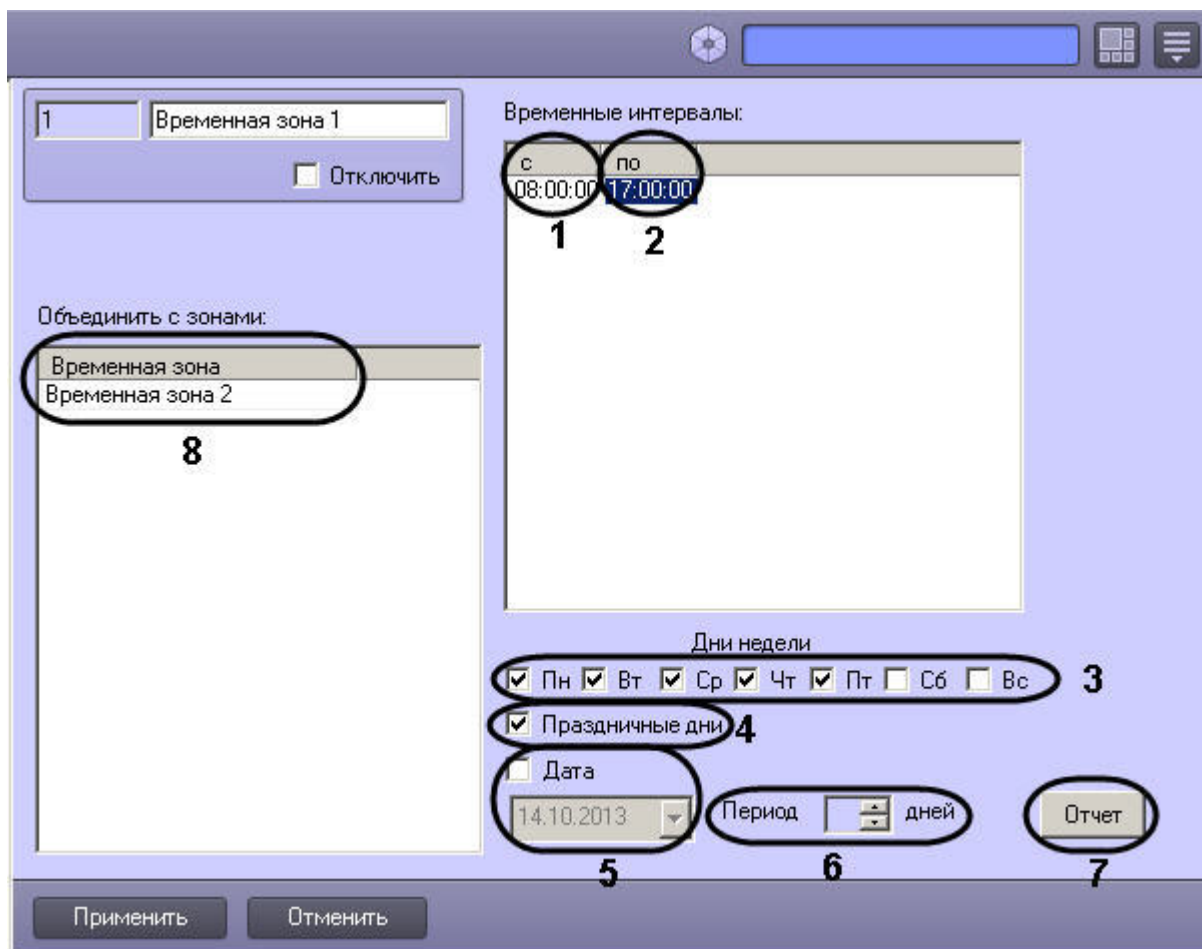 1 Временная зона 1
Отключить
Объединить с зонами:
Временная зона
Временная зона 2
8
Временные интервалы:
с по
08:00:00 17:00:00
1 2
Дни недели
Пн Вт Ср Чт Пт Сб Вс 3
Праздничные дни 4
Дата
14.10.2013 Период дней Отчет
5 6 7
Применить Отменить